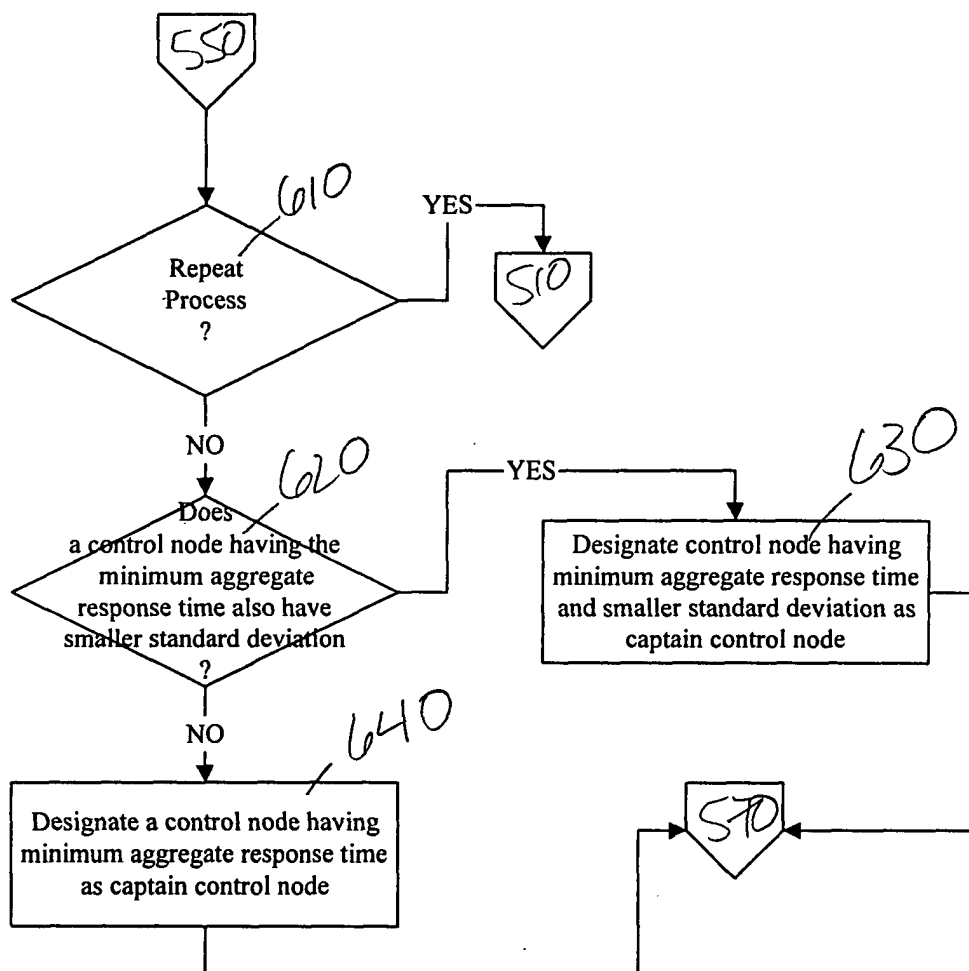 550
610
YES
Repeat
Process
?
510
NO
620
YES
630
Does
a control node having the
minimum aggregate
response time also have
smaller standard deviation
?
Designate control node having
minimum aggregate response time
and smaller standard deviation as
captain control node
NO
640
Designate a control node having
minimum aggregate response time
as captain control node
570